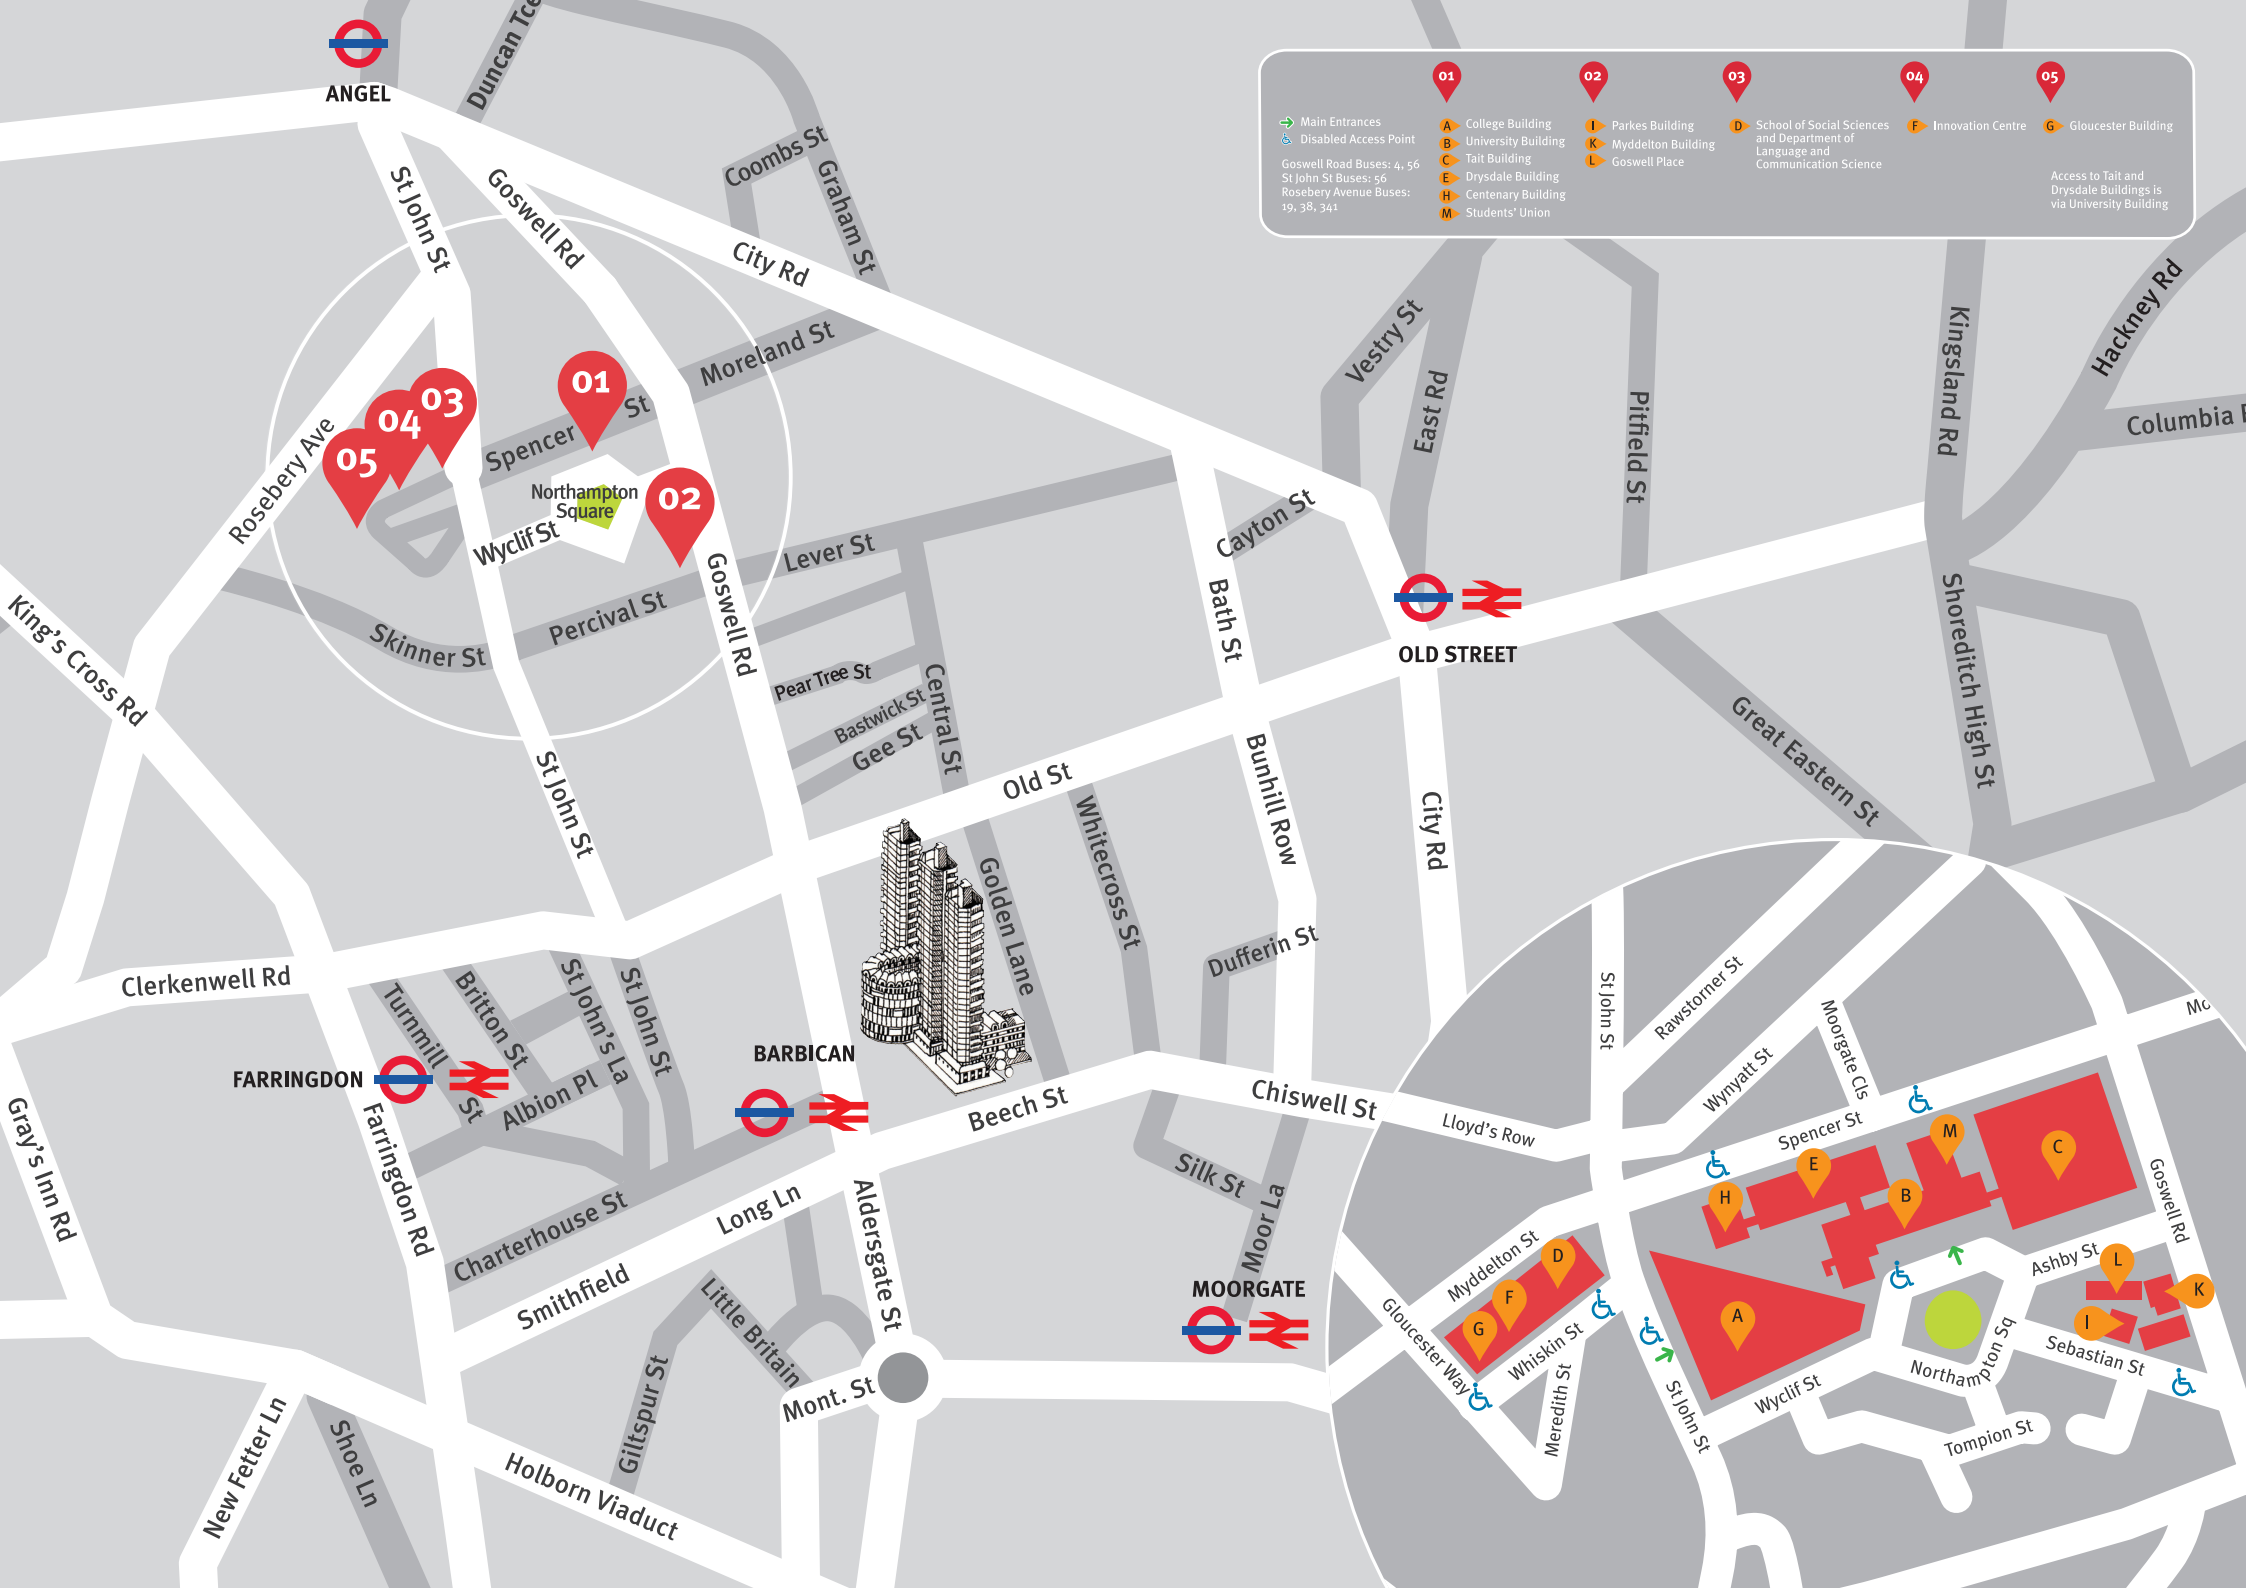 ANGEL
Duncan Tce
Coombs St
Graham St
St John St
Goswell Rd
City Rd
Moreland St
Spencer St
01
02
03
04
05
Rosebery Ave
Northampton
Square
Wyclif St
Skinner St
Percival St
Lever St
Goswell Rd
King's Cross Rd
Pear Tree St
Bastwick St
Gee St
Central St
Old St
St John St
Bath St
Cayton St
Vestry St
East Rd
Pitfield St
Kingsland Rd
Hackney Rd
Columbia
OLD STREET
Shoreditch High St
Great Eastern St
Bunhill Row
City Rd
Whitecross St
Golden Lane
Dufferin St
Clerkenwell Rd
Turnmill St
Britton St
St John's La
St John St
Albion Pl
FARRINGDON
BARBICAN
Beech St
Chiswell St
Silk St
Moor La
MOORGATE
Gray's Inn Rd
Farringdon Rd
Charterhouse St
Long Ln
Smithfield
Aldersgate St
Little Britain
Giltspur St
Mont. St
New Fetter Ln
Shoe Ln
Holborn Viaduct
01
02
03
04
05
Main Entrances
Disabled Access Point
Goswell Road Buses: 4, 56
St John St Buses: 56
Rosebery Avenue Buses:
19, 38, 341
A College Building
B University Building
C Tait Building
E Drysdale Building
H Centenary Building
M Students' Union
I Parkes Building
K Myddelton Building
L Goswell Place
D School of Social Sciences
and Department of
Language and
Communication Science
F Innovation Centre
G Gloucester Building
Access to Tait and
Drysdale Buildings is
via University Building
St John St
Rawstorner St
Wynyatt St
Moorgate Cls
Mo
Lloyd's Row
Spencer St
Goswell Rd
Myddelton St
Gloucester Way
Whiskin St
Meredith St
St John St
Wyclif St
Northampton Sq
Ashby St
Sebastian St
Tompion St
H
E
M
B
C
D
F
G
A
L
K
I